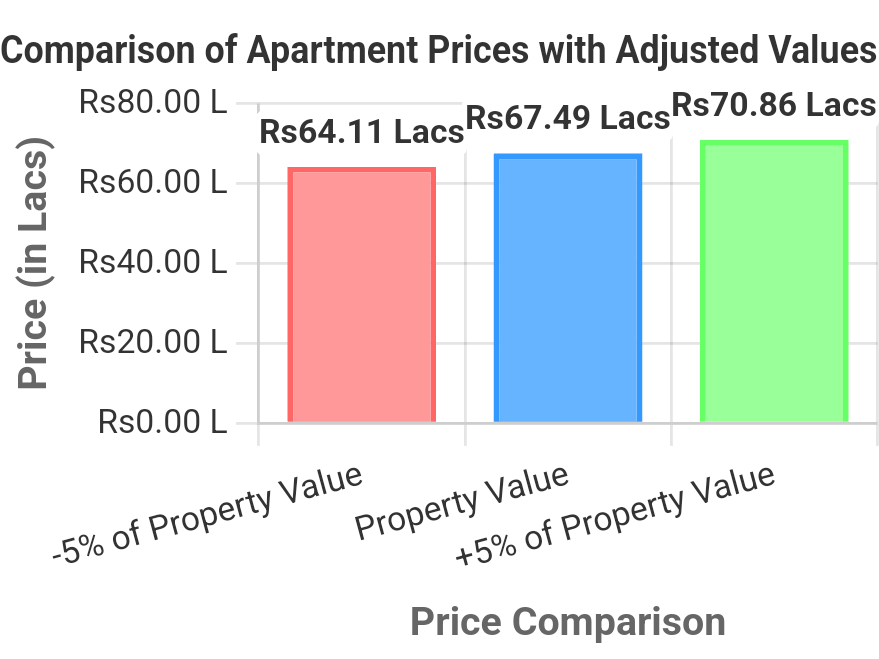 Comparison of Apartment Prices with Adjusted Values
Price (in Lacs)
Rs80.00 L
Rs60.00 L
Rs40.00 L
Rs20.00 L
Rs0.00 L
Rs64.11 Lacs
Rs67.49 Lacs
Rs70.86 Lacs
-5% of Property Value
Property Value
+5% of Property Value
Price Comparison